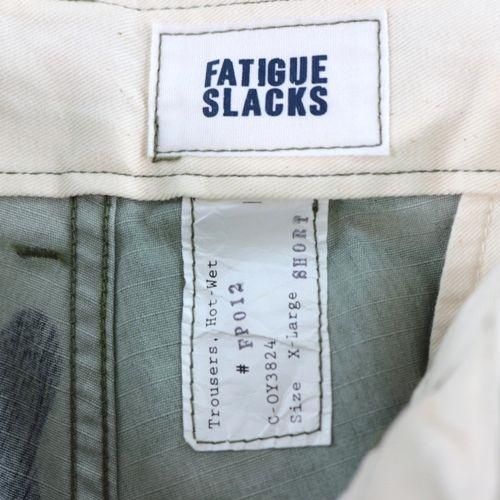 FATIGUE
SLACKS
Trousers, Hot-Wet
# FP012
C-OY3824
Size X-Large SHORT